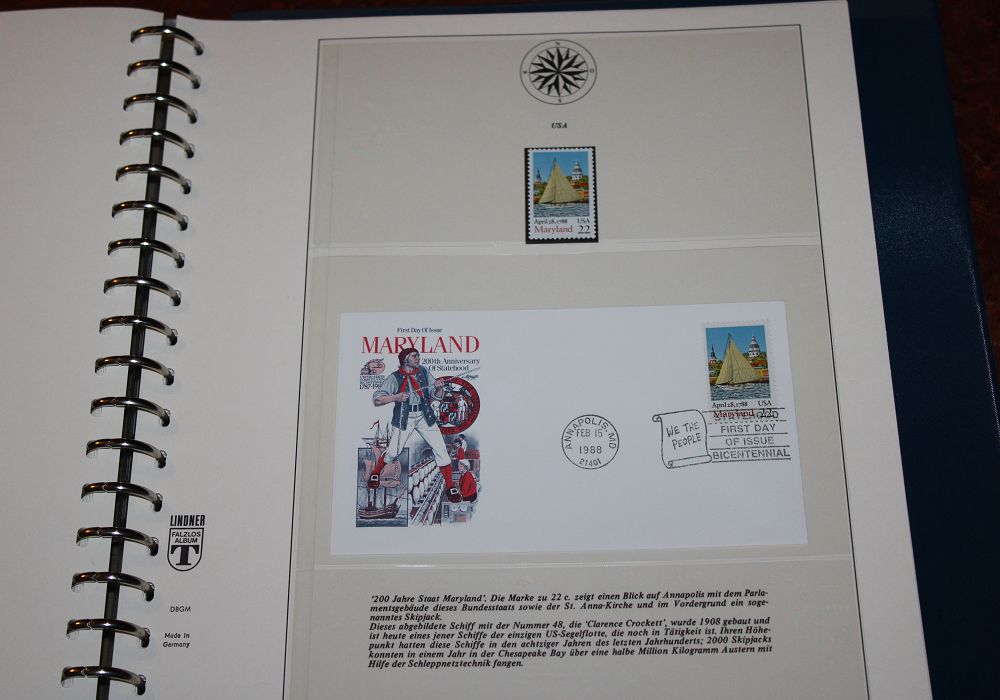 USA
April 28, 1788 USA
Maryland 22
First Day Of Issue
MARYLAND
200th Anniversary
Of Statehood
1787-1987
April 28, 1788 USA
Maryland 22
ANNAPOLIS, MD
FEB 15
1988
21401
WE THE
PEOPLE
STATEHOOD
FIRST DAY
OF ISSUE
BICENTENNIAL
LINDNER
FALZLOS
ALBUM
T
DBGM
Made in
Germany
'200 Jahre Staat Maryland'. Die Marke zu 22 c. zeigt einen Blick auf Annapolis mit dem Parla-
mentsgebäude dieses Bundesstaats sowie der St. Anna-Kirche und im Vordergrund ein soge-
nanntes Skipjack.
Dieses abgebildete Schiff mit der Nummer 48, die 'Clarence Crockett', wurde 1908 gebaut und
ist heute eines jener Schiffe der einzigen US-Segelflotte, die noch in Tätigkeit ist. Ihren Höhe-
punkt hatten diese Schiffe in den achtziger Jahren des letzten Jahrhunderts; 2000 Skipjacks
konnten in einem Jahr in der Chesapeake Bay über eine halbe Million Kilogramm Austern mit
Hilfe der Schleppnetztechnik fangen.